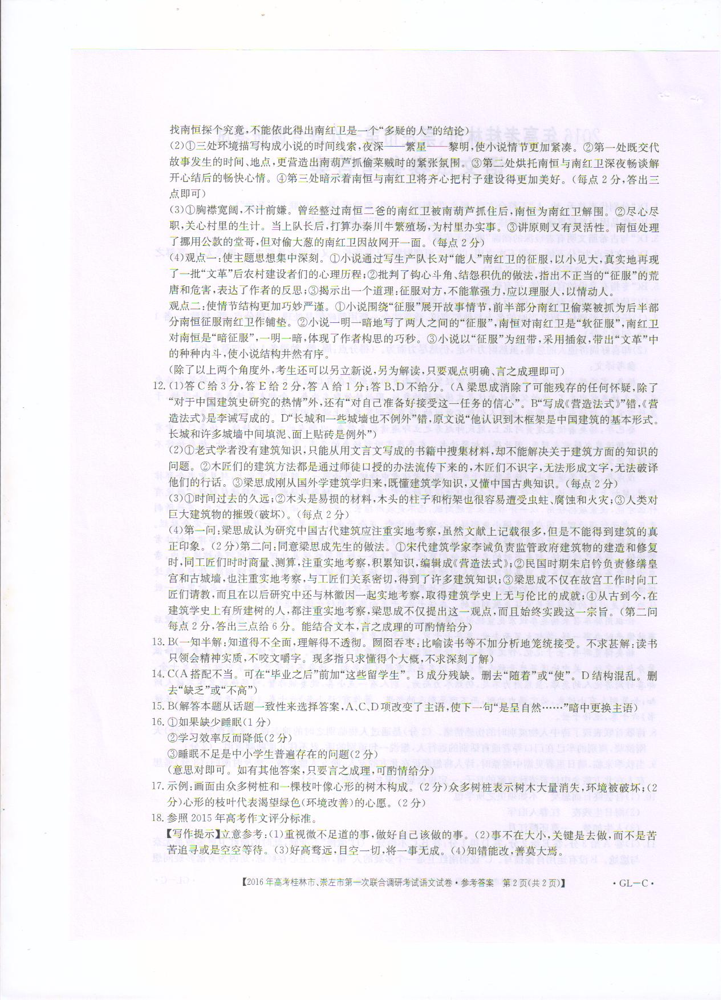 找南恒探个究竟,不能依此得出南红卫是一个“多疑的人”的结论)
(2)①三处环境描写构成小说的时间线索,夜深——繁星——黎明,使小说情节更加紧凑。②第一处既交代
故事发生的时间、地点,更营造出南葫芦抓偷菜贼时的紧张氛围。③第二处烘托南恒与南红卫深夜畅谈解
开心结后的畅快心情。④第三处暗示着南恒与南红卫将齐心把村子建设得更加美好。(每点2分,答出三
点即可)
(3)①胸襟宽阔,不计前嫌。曾经整过南恒二爸的南红卫被南葫芦抓住后,南恒为南红卫解围。②尽心尽
职,关心村里的生计。当上队长后,打算办秦川牛繁殖场,为村里办实事。③讲原则又有灵活性。南恒处理
了挪用公款的堂哥,但对偷大葱的南红卫因故网开一面。(每点2分)
(4)观点一:使主题思想集中深刻。①小说通过写生产队长对“能人”南红卫的征服,以小见大,真实地再现
了一批“文革”后农村建设者们的心理历程;②批判了钩心斗角、结怨积仇的做法,指出不正当的“征服”的荒
唐和危害,表达了作者的反思;③揭示出一个道理:征服对方,不能靠强力,应以理服人,以情动人。
观点二:使情节结构更加巧妙严谨。①小说围绕“征服”展开故事情节,前半部分南红卫偷菜被抓为后半部
分南恒征服南红卫作铺垫。②小说一明一暗地写了两人之间的“征服”,南恒对南红卫是“软征服”,南红卫
对南恒是“暗征服”,一明一暗,体现了作者构思的巧秒。③小说以“征服”为纽带,采用插叙,带出“文革”中
的种种内斗,使小说结构井然有序。
(除了以上两个角度外,考生还可以另立新说,另为解读,只要观点明确、言之成理即可)
12. (1)答C给3分,答E给2分,答A给1分;答B、D不给分。(A梁思成消除了可能残存的任何怀疑,除了
“对于中国建筑史研究的热情”外,还有“对自己准备好接受这一任务的信心”。B“写成《营造法式》”错,《营
造法式》是李诫写成的。D“长城和一些城墙也不例外”错,原文说“他认识到木框架是中国建筑的基本形式。
长城和许多城墙中间填泥、面上贴砖是例外”)
(2)①老式学者没有建筑知识,只能从用文言文写成的书籍中搜集材料,却不能解决关于建筑方面的知识的
问题。②木匠们的建筑方法都是通过师徒口授的办法流传下来的,木匠们不识字,无法形成文字,无法破译
他们的行话。③梁思成刚从国外学建筑学归来,既懂建筑学知识,又懂中国古典知识。(每点2分)
(3)①时间过去的久远;②木头是易损的材料,木头的柱子和桁架也很容易遭受虫蛀、腐蚀和火灾;③人类对
巨大建筑物的摧毁(破坏)。(每点2分)
(4)第一问:梁思成认为研究中国古代建筑应注重实地考察,虽然文献上记载很多,但是不能得到建筑的真
正印象。(2分)第二问:同意梁思成先生的做法。①宋代建筑学家李诫负责监管政府建筑物的建造和修复
时,同工匠们时时商量、测算,注重实地考察,积累知识,编辑成《营造法式》;②民国时期朱启钤负责修缮皇
宫和古城墙,也注重实地考察,与工匠们关系密切,得到了许多建筑知识;③梁思成不仅在故宫工作时向工
匠们请教,而且在以后研究中还与林徽因一起实地考察,取得建筑学史上无与伦比的成就;④从古到今,在
建筑学史上有所建树的人,都注重实地考察,梁思成不仅提出这一观点,而且始终实践这一宗旨。(第二问
每点2分,答出三点给6分。能结合文本,言之成理的可酌情给分)
13. B(一知半解:知道得不全面,理解得不透彻。囫囵吞枣:比喻读书等不加分析地笼统接受。不求甚解:读书
只领会精神实质,不咬文嚼字。现多指只求懂得个大概,不求深刻了解)
14. C(A搭配不当。可在“毕业之后”前加“这些留学生”。B成分残缺。删去“随着”或“使”。D结构混乱。删
去“缺乏”或“不高”)
15. B(解答本题从话题一致性来选择答案,A、C、D项改变了主语,使下一句“是呈自然……”暗中更换主语)
16. ①如果缺少睡眠(1分)
②学习效率反而降低(2分)
③睡眠不足是中小学生普遍存在的问题(2分)
(意思对即可。如有其他答案,只要言之成理,可酌情给分)
17. 示例:画面由众多树桩和一棵枝叶像心形的树木构成。(2分)众多树桩表示树木大量消失,环境被破坏;(2
分)心形的枝叶代表渴望绿色(环境改善)的心愿。(2分)
18. 参照2015年高考作文评分标准。
【写作提示】立意参考:(1)重视微不足道的事,做好自己该做的事。(2)事不在大小,关键是去做,而不是苦
苦追寻或是空空等待。(3)好高骛远,目空一切,将一事无成。(4)知错能改,善莫大焉。
【2016年高考桂林市、崇左市第一次联合调研考试语文试卷·参考答案 第2页(共2页)】 ·GL-C·